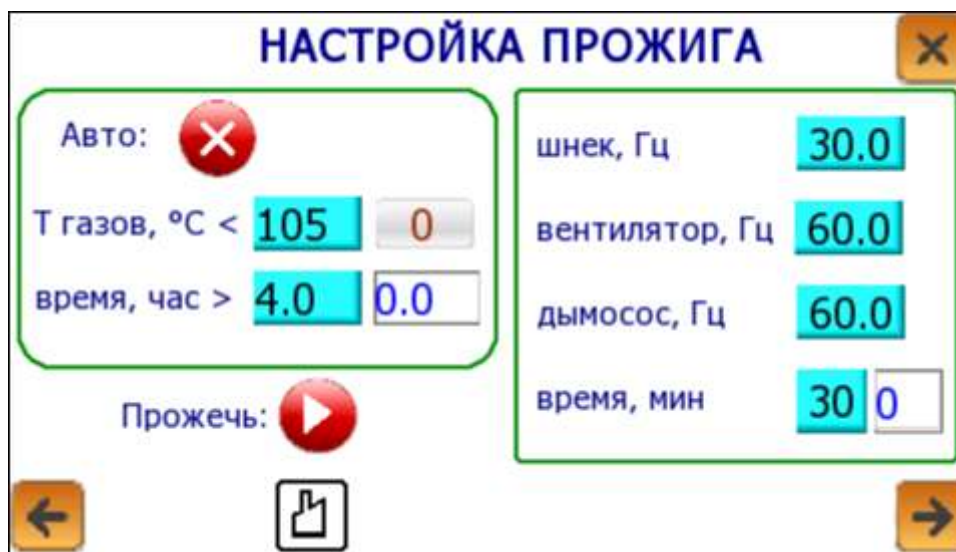 НАСТРОЙКА ПРОЖИГА
Авто:
Т газов, °С < 105 0
время, час > 4.0 0.0
Прожечь:
шнек, Гц 30.0
вентилятор, Гц 60.0
дымосос, Гц 60.0
время, мин 30 0